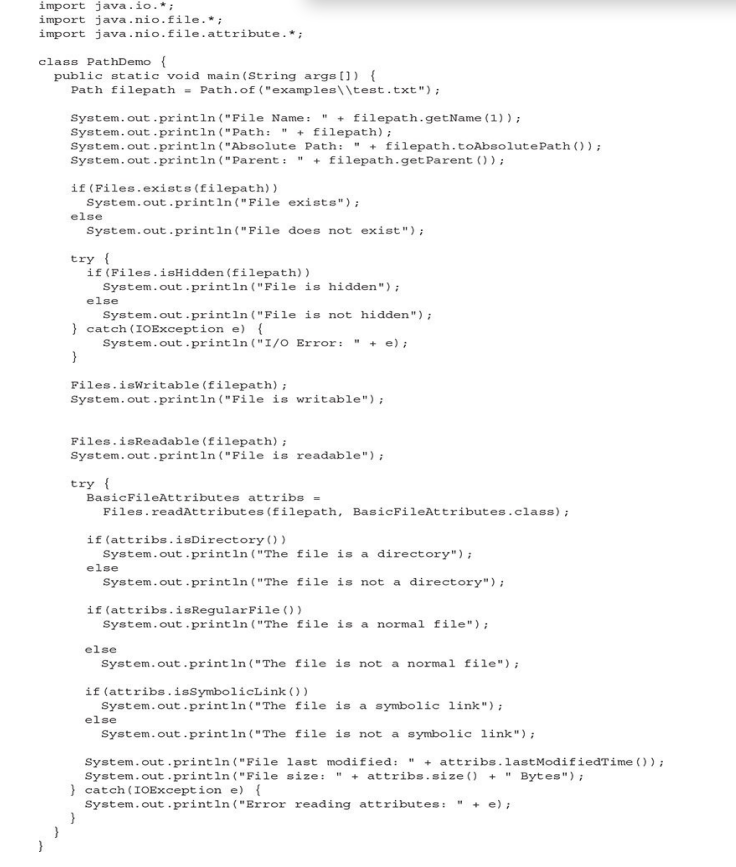 import java.io.*;
import java.nio.file.*;
import java.nio.file.attribute.*;

class PathDemo {
  public static void main(String args[]) {
    Path filepath = Path.of("examples\\test.txt");

    System.out.println("File Name: " + filepath.getName(1));
    System.out.println("Path: " + filepath);
    System.out.println("Absolute Path: " + filepath.toAbsolutePath());
    System.out.println("Parent: " + filepath.getParent());

    if(Files.exists(filepath))
      System.out.println("File exists");
    else
      System.out.println("File does not exist");

    try {
      if(Files.isHidden(filepath))
        System.out.println("File is hidden");
      else
        System.out.println("File is not hidden");
    } catch(IOException e) {
        System.out.println("I/O Error: " + e);
    }

    Files.isWritable(filepath);
    System.out.println("File is writable");

    Files.isReadable(filepath);
    System.out.println("File is readable");

    try {
      BasicFileAttributes attribs =
        Files.readAttributes(filepath, BasicFileAttributes.class);

      if(attribs.isDirectory())
        System.out.println("The file is a directory");
      else
        System.out.println("The file is not a directory");

      if(attribs.isRegularFile())
        System.out.println("The file is a normal file");

      else
        System.out.println("The file is not a normal file");

      if(attribs.isSymbolicLink())
        System.out.println("The file is a symbolic link");
      else
        System.out.println("The file is not a symbolic link");

      System.out.println("File last modified: " + attribs.lastModifiedTime());
      System.out.println("File size: " + attribs.size() + " Bytes");
    } catch(IOException e) {
      System.out.println("Error reading attributes: " + e);
    }
  }
}